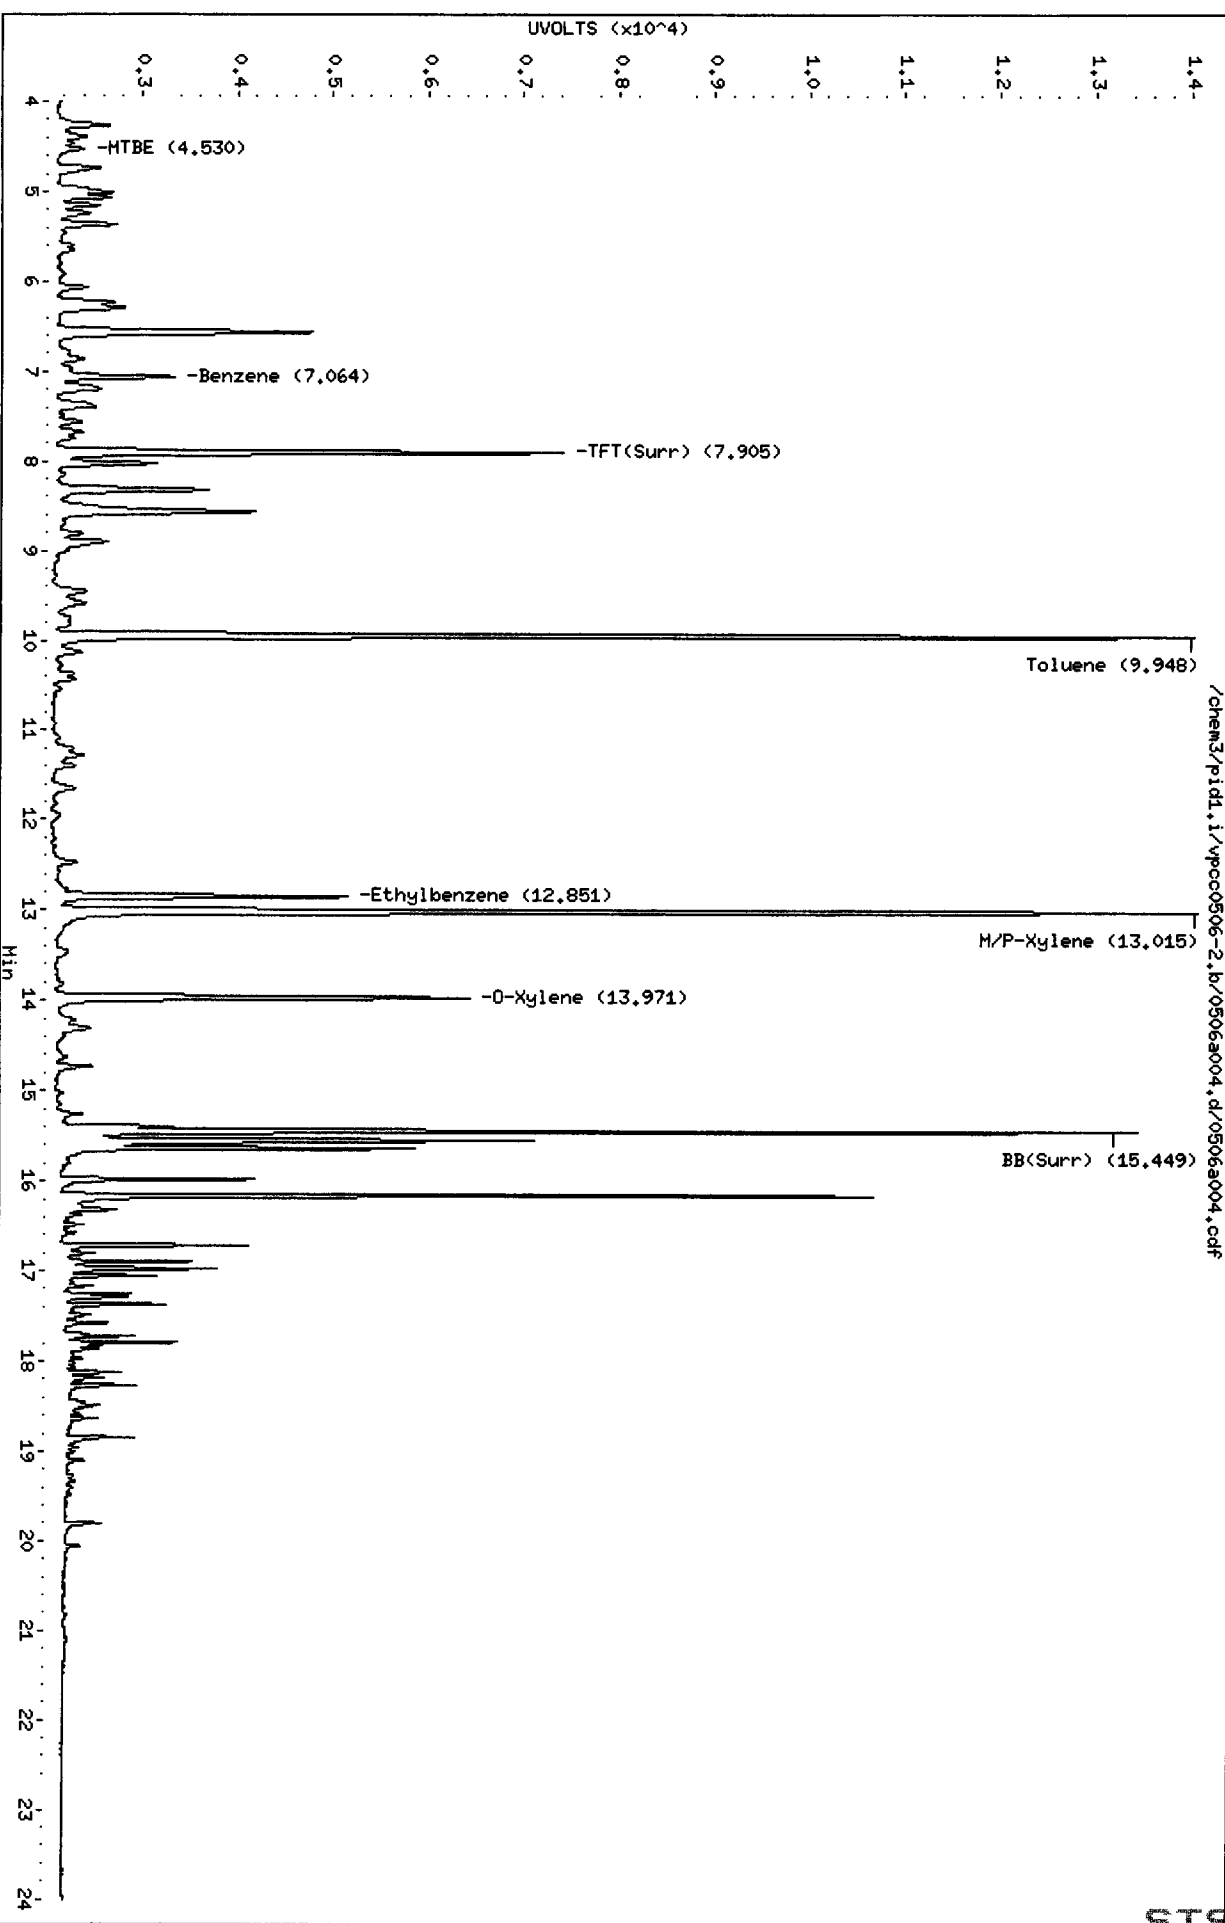 /chem3/pid1.i/vpcc0506-2.b/0506a004.d/0506a004.cdf
UVOLTS (x10^4)
1.4
1.3
1.2
1.1
1.0
0.9
0.8
0.7
0.6
0.5
0.4
0.3
-MTBE (4.530)
-Benzene (7.064)
-TFT(Surr) (7.905)
Toluene (9.948)
-Ethylbenzene (12.851)
M/P-Xylene (13.015)
-O-Xylene (13.971)
BB(Surr) (15.449)
4 5 6 7 8 9 10 11 12 13 14 15 16 17 18 19 20 21 22 23 24
Min